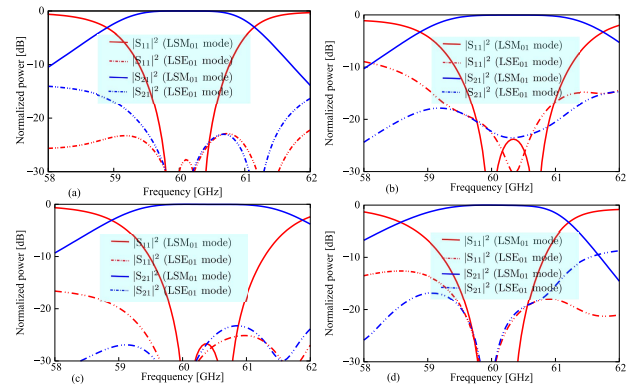 0
−10
−20
−30
Normalized power [dB]
|S11|² (LSM01 mode)
|S11|² (LSE01 mode)
|S21|² (LSM01 mode)
|S21|² (LSE01 mode)
58 59 60 61 62
(a) Frequency [GHz]
0
−10
−20
−30
Normalized power [dB]
|S11|² (LSM01 mode)
|S11|² (LSE01 mode)
|S21|² (LSM01 mode)
|S21|² (LSE01 mode)
58 59 60 61 62
(b) Frequency [GHz]
0
−10
−20
−30
Normalized power [dB]
|S11|² (LSM01 mode)
|S11|² (LSE01 mode)
|S21|² (LSM01 mode)
|S21|² (LSE01 mode)
58 59 60 61 62
(c) Frequency [GHz]
0
−10
−20
−30
Normalized power [dB]
|S11|² (LSM01 mode)
|S11|² (LSE01 mode)
|S21|² (LSM01 mode)
|S21|² (LSE01 mode)
58 59 60 61 62
Frequency [GHz] (d)